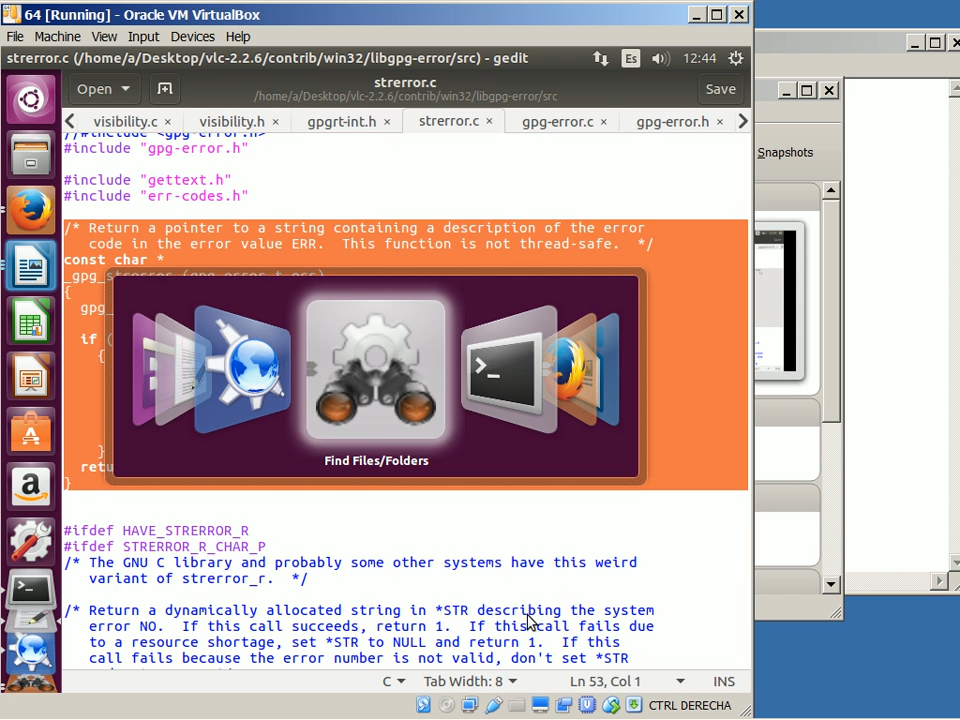 64 [Running] - Oracle VM VirtualBox
File Machine View Input Devices Help
strerror.c (/home/a/Desktop/vlc-2.2.6/contrib/win32/libgpg-error/src) - gedit
Es
12:44
Open
strerror.c
/home/a/Desktop/vlc-2.2.6/contrib/win32/libgpg-error/src
Save
visibility.c × visibility.h × gpgrt-int.h × strerror.c × gpg-error.c × gpg-error.h ×
//#include <gpg-error.h>
#include "gpg-error.h"
#include "gettext.h"
#include "err-codes.h"
/* Return a pointer to a string containing a description of the error
code in the error value ERR.  This function is not thread-safe.  */
const char *
_gpg_strerror (gpg_error_t err)
{
gpg_
if (
{
}
retu
}
Find Files/Folders
#ifdef HAVE_STRERROR_R
#ifdef STRERROR_R_CHAR_P
/* The GNU C library and probably some other systems have this weird
variant of strerror_r.  */
/* Return a dynamically allocated string in *STR describing the system
error NO.  If this call succeeds, return 1.  If this call fails due
to a resource shortage, set *STR to NULL and return 1.  If this
call fails because the error number is not valid, don't set *STR
C
Tab Width: 8
Ln 53, Col 1
INS
CTRL DERECHA
Snapshots